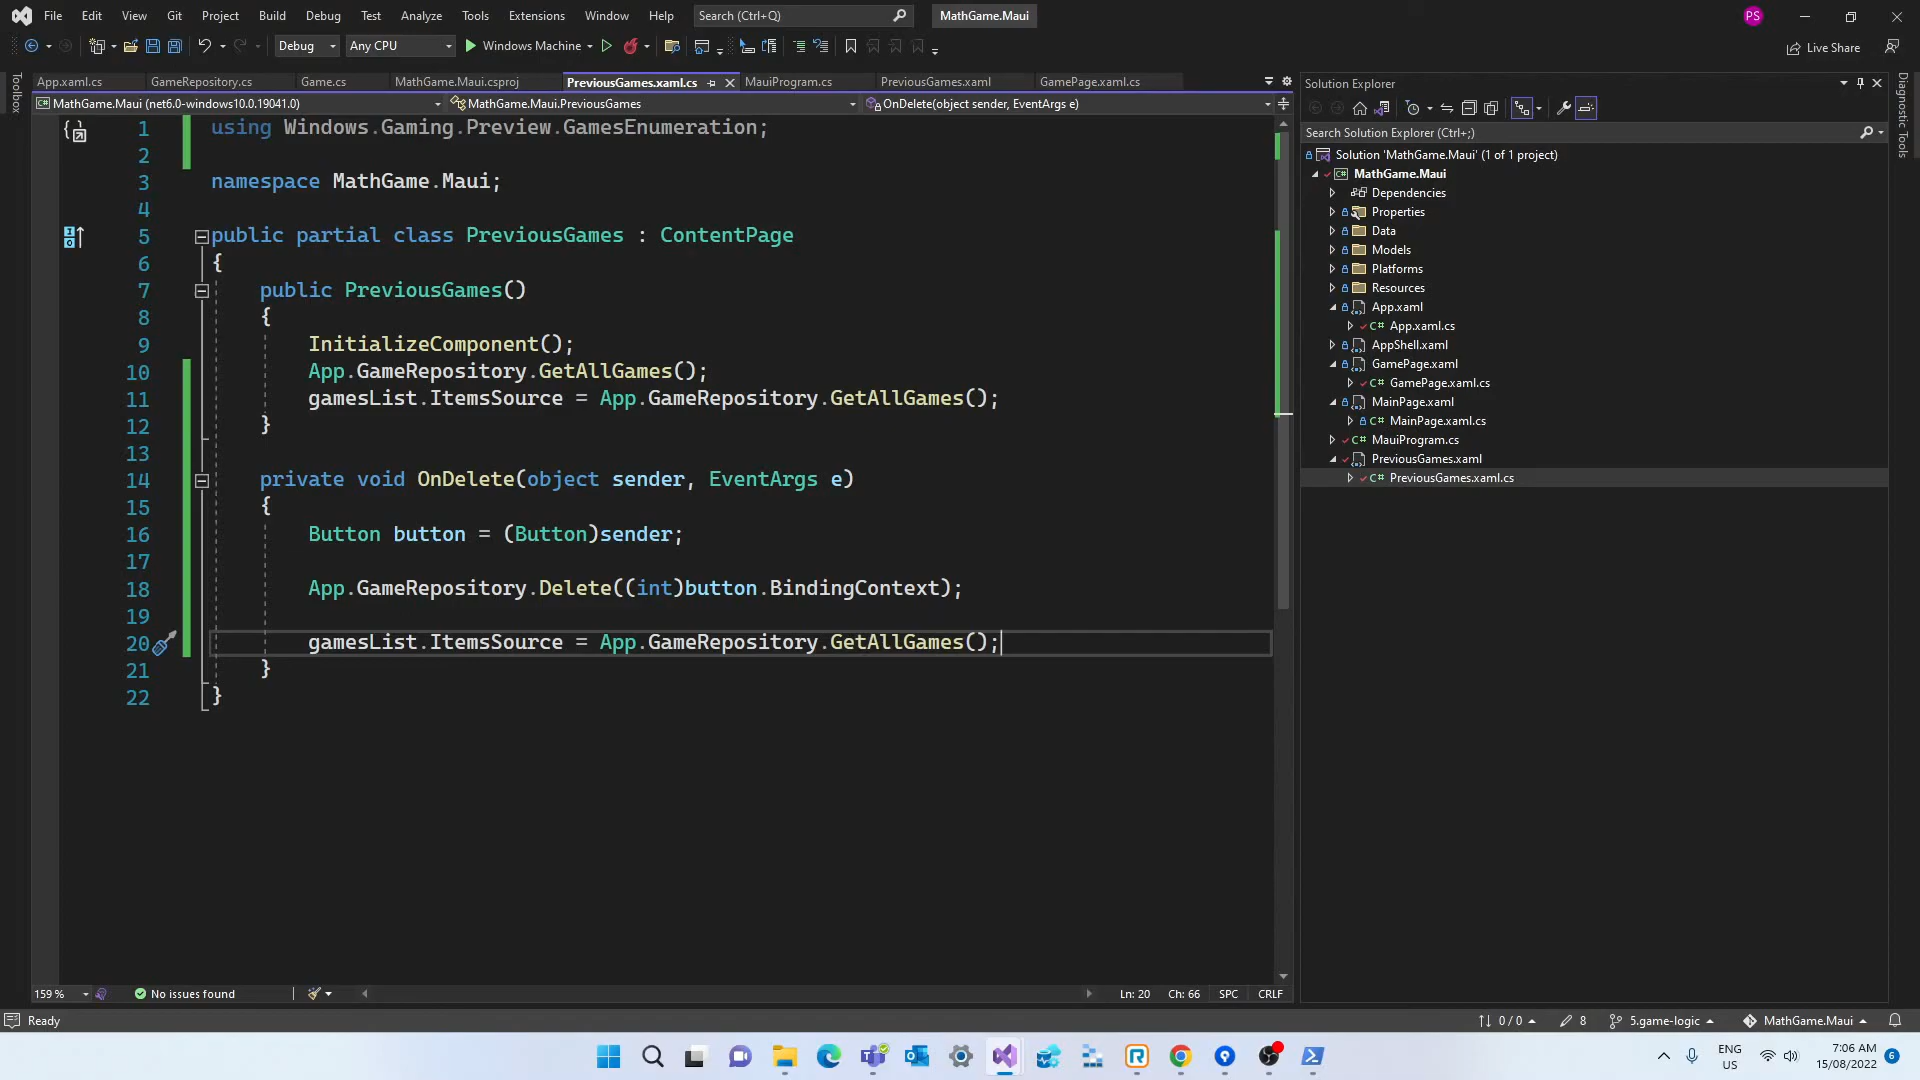 File Edit View Git Project Build Debug Test Analyze Tools Extensions Window Help Search (Ctrl+Q) MathGame.Maui PS
Debug Any CPU Windows Machine Live Share
App.xaml.cs GameRepository.cs Game.cs MathGame.Maui.csproj PreviousGames.xaml.cs MauiProgram.cs PreviousGames.xaml GamePage.xaml.cs
MathGame.Maui (net6.0-windows10.0.19041.0) MathGame.Maui.PreviousGames OnDelete(object sender, EventArgs e)
Toolbox
1 using Windows.Gaming.Preview.GamesEnumeration;
2
3 namespace MathGame.Maui;
4
5 public partial class PreviousGames : ContentPage
6 {
7 public PreviousGames()
8 {
9 InitializeComponent();
10 App.GameRepository.GetAllGames();
11 gamesList.ItemsSource = App.GameRepository.GetAllGames();
12 }
13
14 private void OnDelete(object sender, EventArgs e)
15 {
16 Button button = (Button)sender;
17
18 App.GameRepository.Delete((int)button.BindingContext);
19
20 gamesList.ItemsSource = App.GameRepository.GetAllGames();
21 }
22 }
159 % No issues found Ln: 20 Ch: 66 SPC CRLF
Solution Explorer
Search Solution Explorer (Ctrl+;)
Solution 'MathGame.Maui' (1 of 1 project)
MathGame.Maui
Dependencies
Properties
Data
Models
Platforms
Resources
App.xaml
C# App.xaml.cs
AppShell.xaml
GamePage.xaml
C# GamePage.xaml.cs
MainPage.xaml
C# MainPage.xaml.cs
C# MauiProgram.cs
PreviousGames.xaml
C# PreviousGames.xaml.cs
Diagnostic Tools
Ready 0 / 0 8 5.game-logic MathGame.Maui
ENG
US
7:06 AM
15/08/2022
6